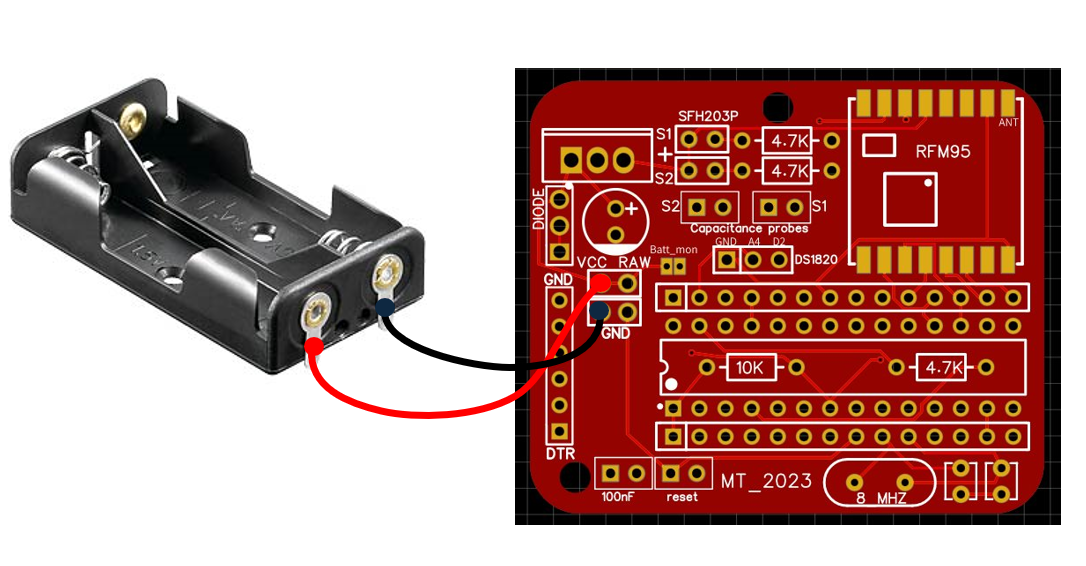 SFH203P
S1
4.7K
+
S2
4.7K
ANT
RFM95
DIODE
+
S2
S1
Capacitance probes
GND A4 D2
DS1820
Batt_mon
VCC RAW
GND
GND
10K
4.7K
DTR
100nF
reset
MT_2023
8 MHZ